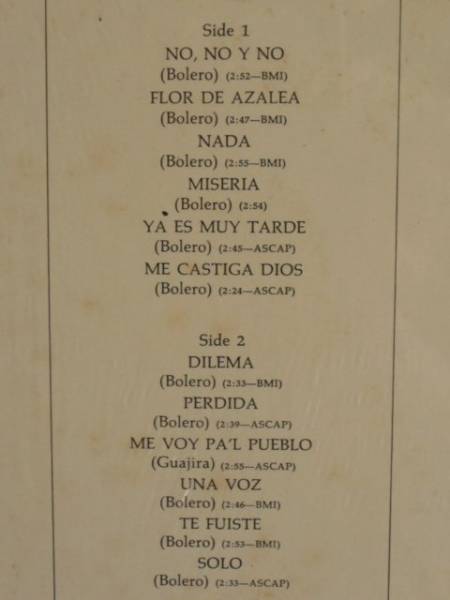 Side 1
NO, NO Y NO
(Bolero) (2:52—BMI)
FLOR DE AZALEA
(Bolero) (2:47—BMI)
NADA
(Bolero) (2:55—BMI)
MISERIA
(Bolero) (2:54)
YA ES MUY TARDE
(Bolero) (2:45—ASCAP)
ME CASTIGA DIOS
(Bolero) (2:24—ASCAP)
Side 2
DILEMA
(Bolero) (2:33—BMI)
PERDIDA
(Bolero) (2:39—ASCAP)
ME VOY PA'L PUEBLO
(Guajira) (2:55—ASCAP)
UNA VOZ
(Bolero) (2:46—BMI)
TE FUISTE
(Bolero) (2:53—BMI)
SOLO
(Bolero) (2:33—ASCAP)